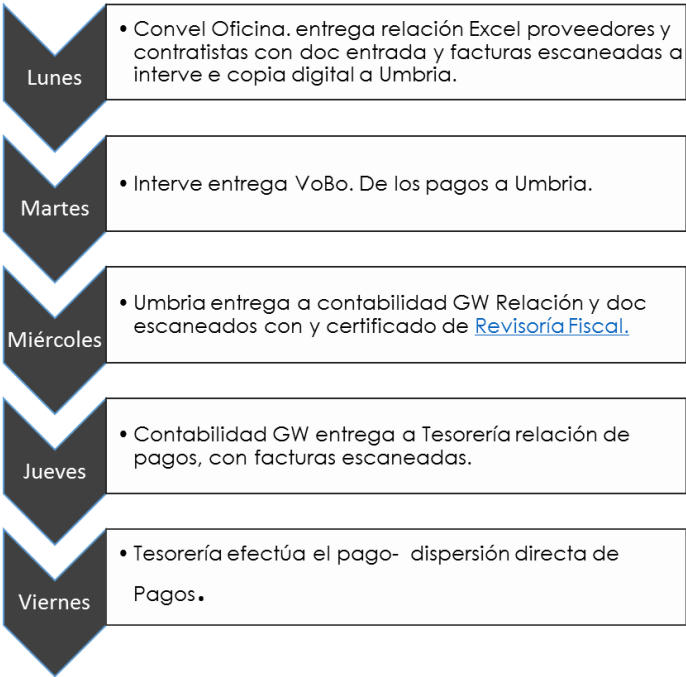 Lunes
• Convel Oficina. entrega relación Excel proveedores y
contratistas con doc entrada y facturas escaneadas a
interve e copia digital a Umbria.
Martes
• Interve entrega VoBo. De los pagos a Umbria.
Miércoles
• Umbria entrega a contabilidad GW Relación y doc
escaneados con y certificado de Revisoría Fiscal.
Jueves
• Contabilidad GW entrega a Tesorería relación de
pagos, con facturas escaneadas.
Viernes
• Tesorería efectúa el pago- dispersión directa de
Pagos.